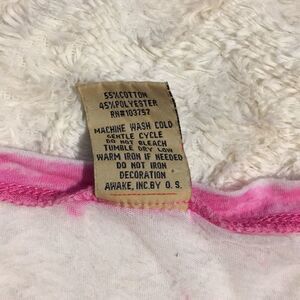 55%COTTON
45%POLYESTER
RN#103757
MACHINE WASH COLD
GENTLE CYCLE
DO NOT BLEACH
TUMBLE DRY LOW
WARM IRON IF NEEDED
DO NOT IRON
DECORATION
AWAKE, INC.BY O. S.